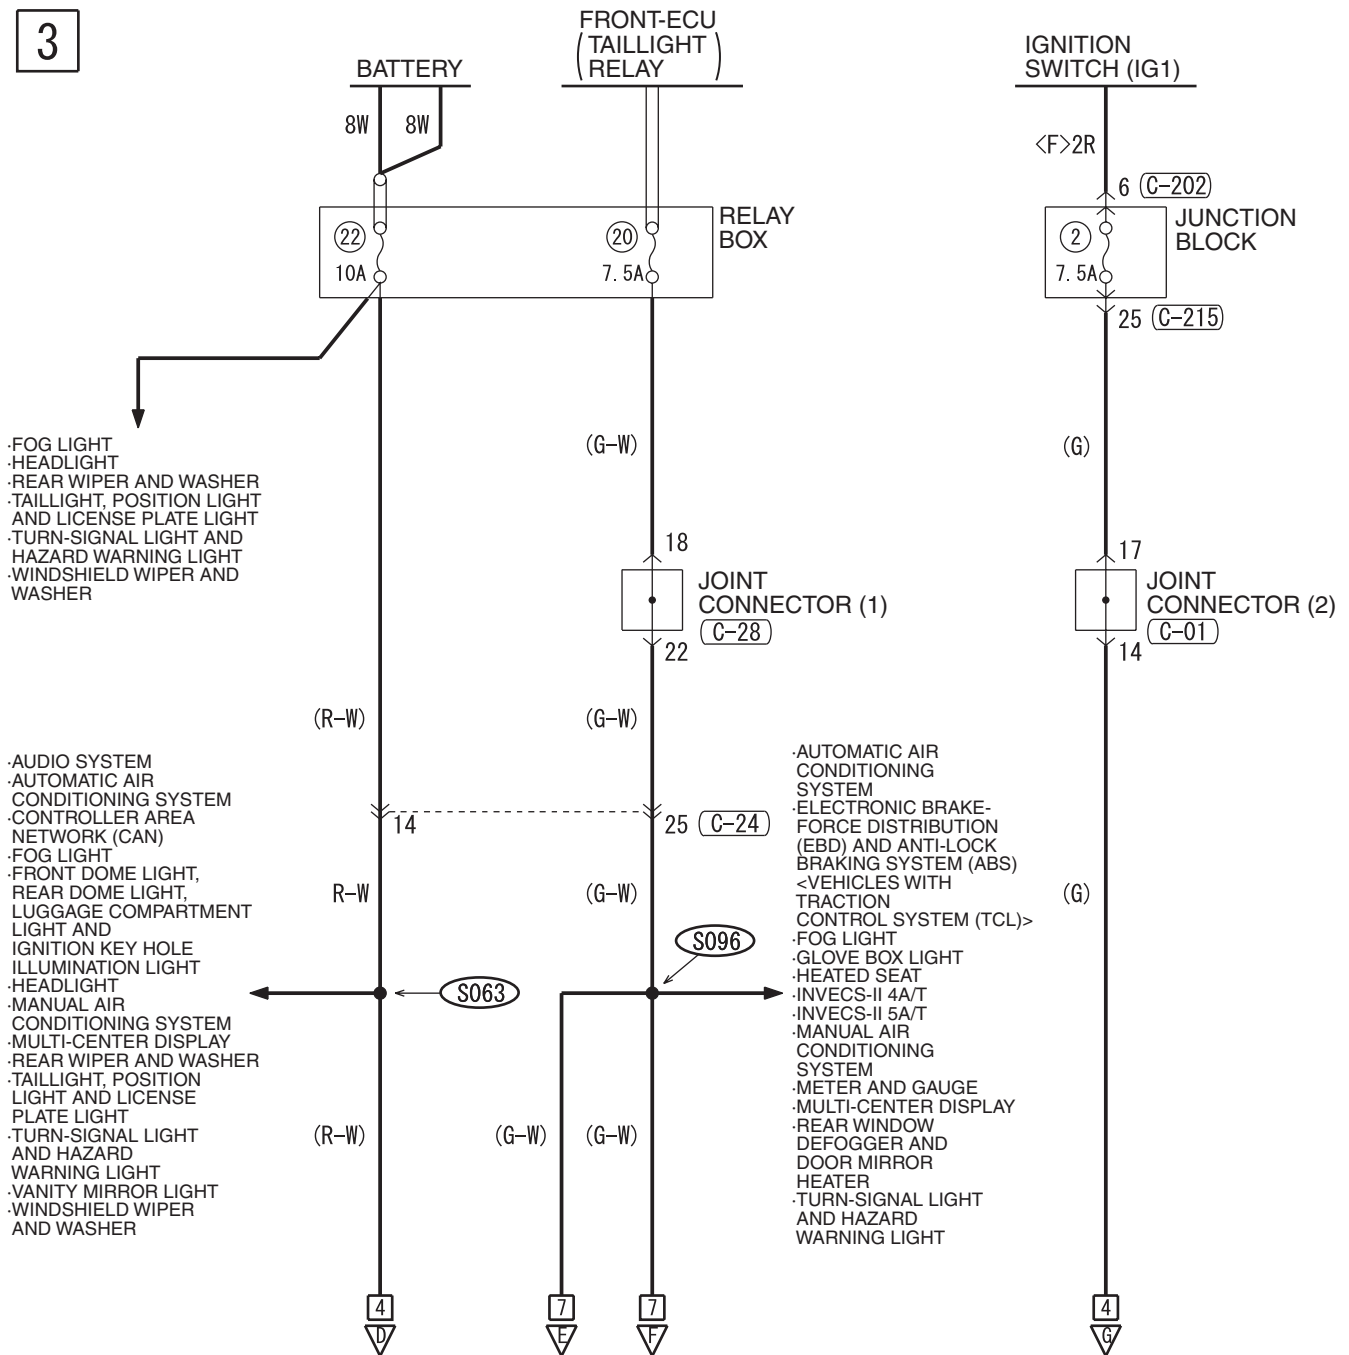 3
BATTERY
FRONT-ECU
(TAILLIGHT
RELAY)
IGNITION
SWITCH (IG1)
8W
8W
<F>2R
6
C-202
RELAY
BOX
JUNCTION
BLOCK
22
10A
20
7.5A
2
7.5A
25
C-215
·FOG LIGHT
·HEADLIGHT
·REAR WIPER AND WASHER
·TAILLIGHT, POSITION LIGHT
AND LICENSE PLATE LIGHT
·TURN-SIGNAL LIGHT AND
HAZARD WARNING LIGHT
·WINDSHIELD WIPER AND
WASHER
(G-W)
(G)
18
JOINT
CONNECTOR (1)
C-28
22
17
JOINT
CONNECTOR (2)
C-01
14
(R-W)
(G-W)
·AUDIO SYSTEM
·AUTOMATIC AIR
CONDITIONING SYSTEM
·CONTROLLER AREA
NETWORK (CAN)
·FOG LIGHT
·FRONT DOME LIGHT,
REAR DOME LIGHT,
LUGGAGE COMPARTMENT
LIGHT AND
IGNITION KEY HOLE
ILLUMINATION LIGHT
·HEADLIGHT
·MANUAL AIR
CONDITIONING SYSTEM
·MULTI-CENTER DISPLAY
·REAR WIPER AND WASHER
·TAILLIGHT, POSITION
LIGHT AND LICENSE
PLATE LIGHT
·TURN-SIGNAL LIGHT
AND HAZARD
WARNING LIGHT
·VANITY MIRROR LIGHT
·WINDSHIELD WIPER
AND WASHER
14
25
C-24
R-W
(G-W)
(G)
S063
S096
·AUTOMATIC AIR
CONDITIONING
SYSTEM
·ELECTRONIC BRAKE-
FORCE DISTRIBUTION
(EBD) AND ANTI-LOCK
BRAKING SYSTEM (ABS)
<VEHICLES WITH
TRACTION
CONTROL SYSTEM (TCL)>
·FOG LIGHT
·GLOVE BOX LIGHT
·HEATED SEAT
·INVECS-II 4A/T
·INVECS-II 5A/T
·MANUAL AIR
CONDITIONING
SYSTEM
·METER AND GAUGE
·MULTI-CENTER DISPLAY
·REAR WINDOW
DEFOGGER AND
DOOR MIRROR
HEATER
·TURN-SIGNAL LIGHT
AND HAZARD
WARNING LIGHT
(R-W)
(G-W)
(G-W)
4
D
7
E
7
F
4
G